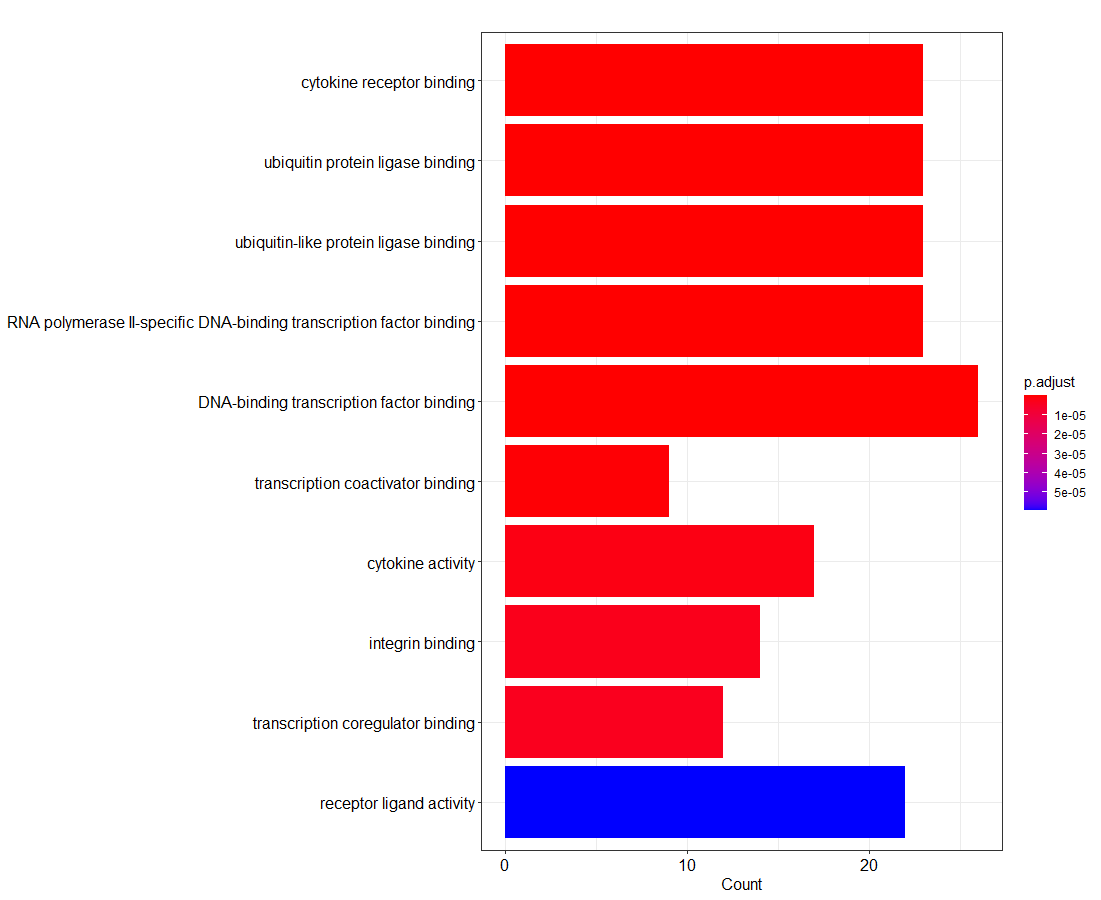 cytokine receptor binding
ubiquitin protein ligase binding
ubiquitin-like protein ligase binding
RNA polymerase II-specific DNA-binding transcription factor binding
DNA-binding transcription factor binding
transcription coactivator binding
cytokine activity
integrin binding
transcription coregulator binding
receptor ligand activity
0 10 20
Count
p.adjust
1e-05
2e-05
3e-05
4e-05
5e-05